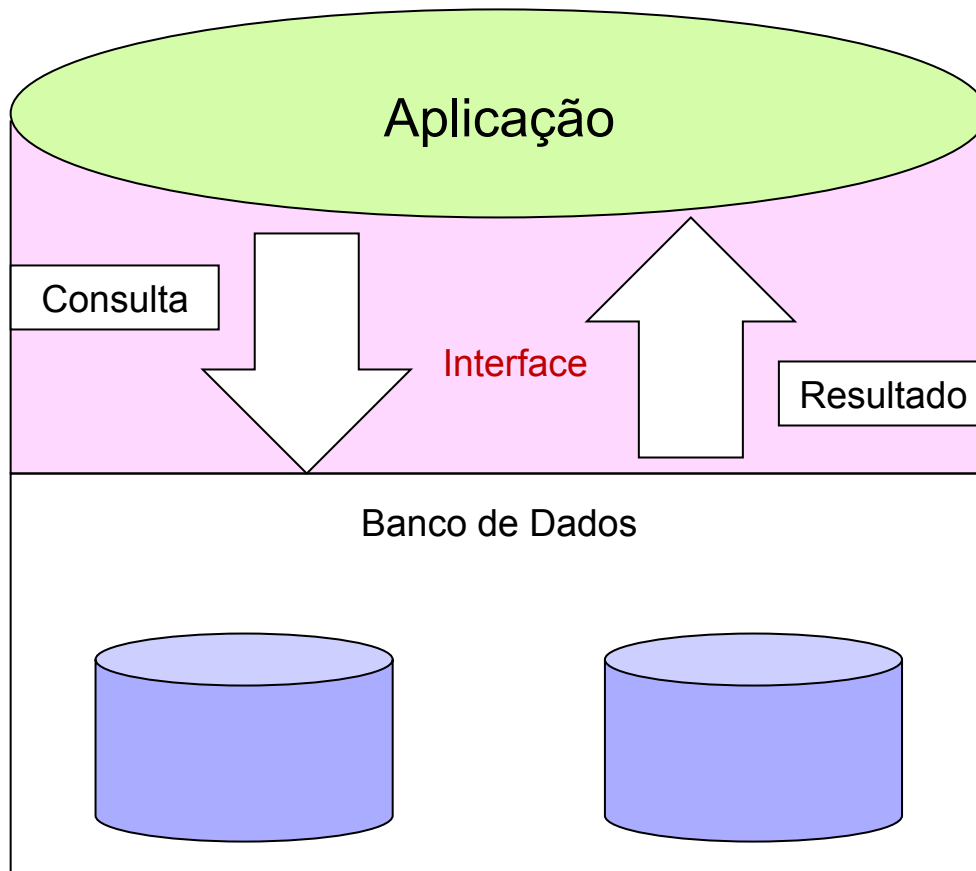 Aplicação
Consulta
Interface
Resultado
Banco de Dados